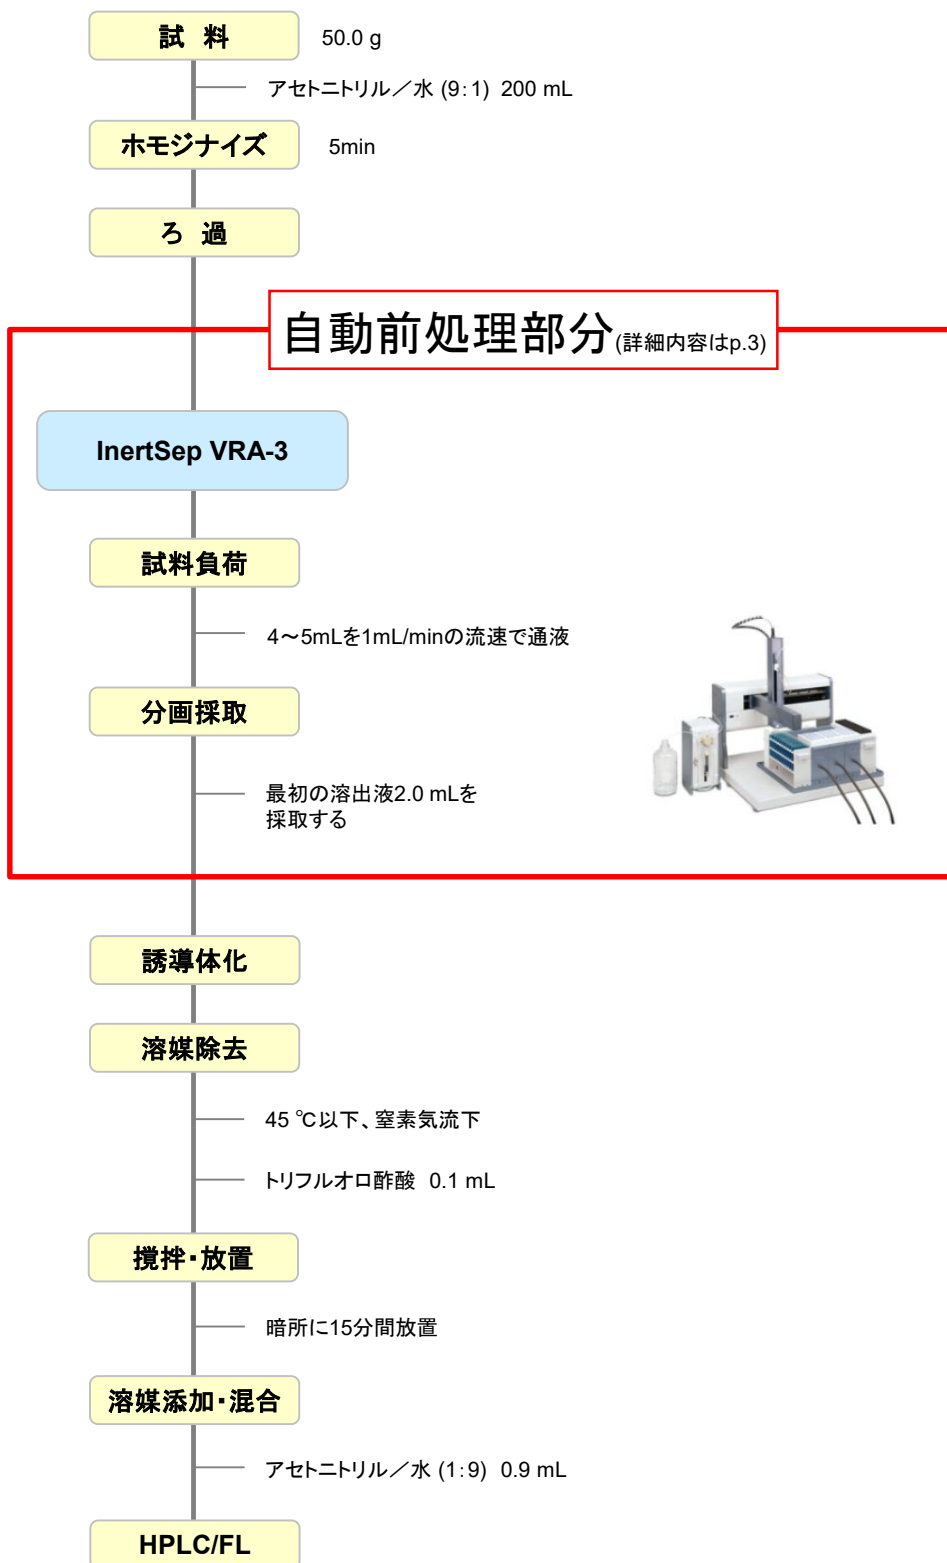 試 料 50.0 g
アセトニトリル／水 (9：1) 200 mL
ホモジナイズ 5min
ろ 過
自動前処理部分(詳細内容はp.3)
InertSep VRA-3
試料負荷
4～5mLを1mL/minの流速で通液
分画採取
最初の溶出液2.0 mLを
採取する
誘導体化
溶媒除去
45 ℃以下、窒素気流下
トリフルオロ酢酸 0.1 mL
撹拌・放置
暗所に15分間放置
溶媒添加・混合
アセトニトリル／水 (1：9) 0.9 mL
HPLC/FL